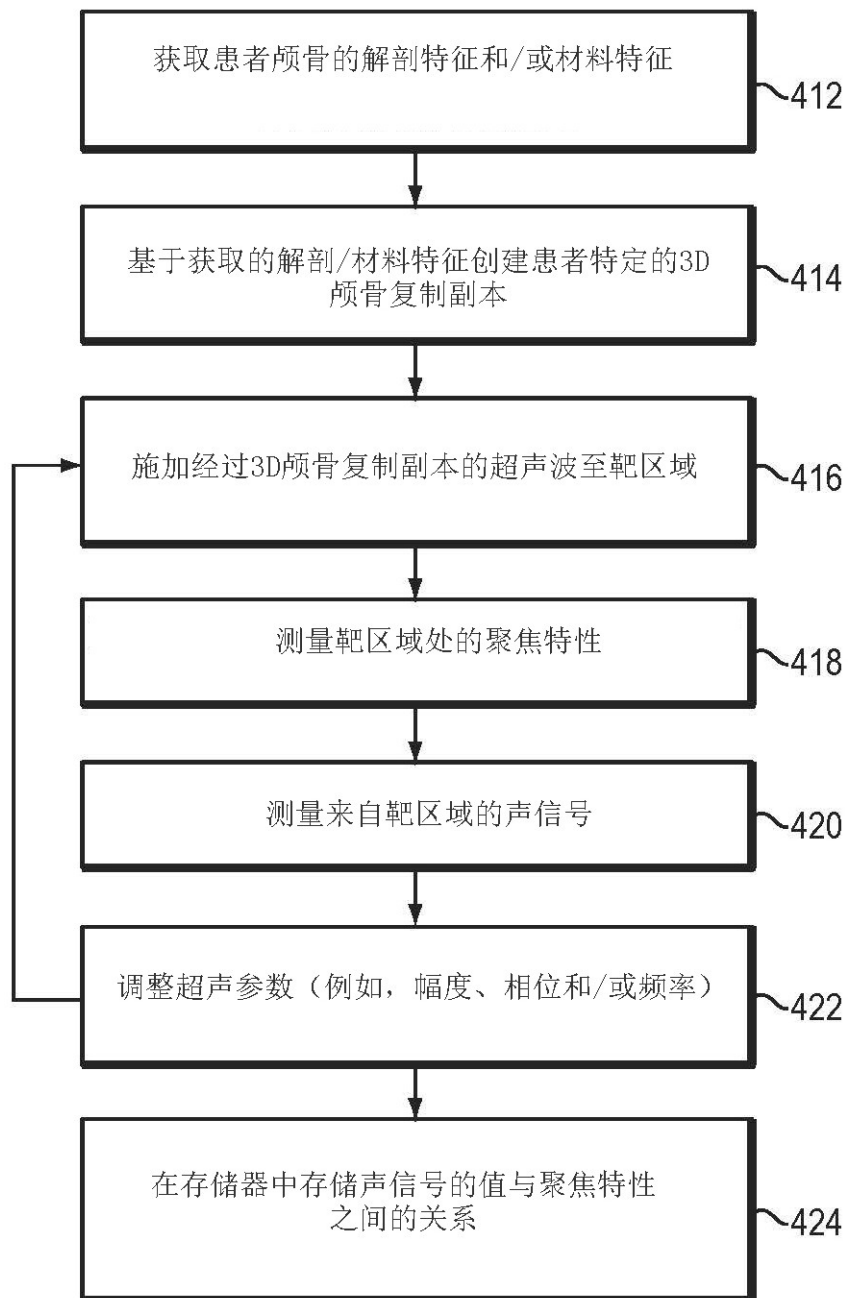 获取患者颅骨的解剖特征和/或材料特征
412
基于获取的解剖/材料特征创建患者特定的3D
颅骨复制副本
414
施加经过3D颅骨复制副本的超声波至靶区域
416
测量靶区域处的聚焦特性
418
测量来自靶区域的声信号
420
调整超声参数（例如，幅度、相位和/或频率）
422
在存储器中存储声信号的值与聚焦特性
之间的关系
424